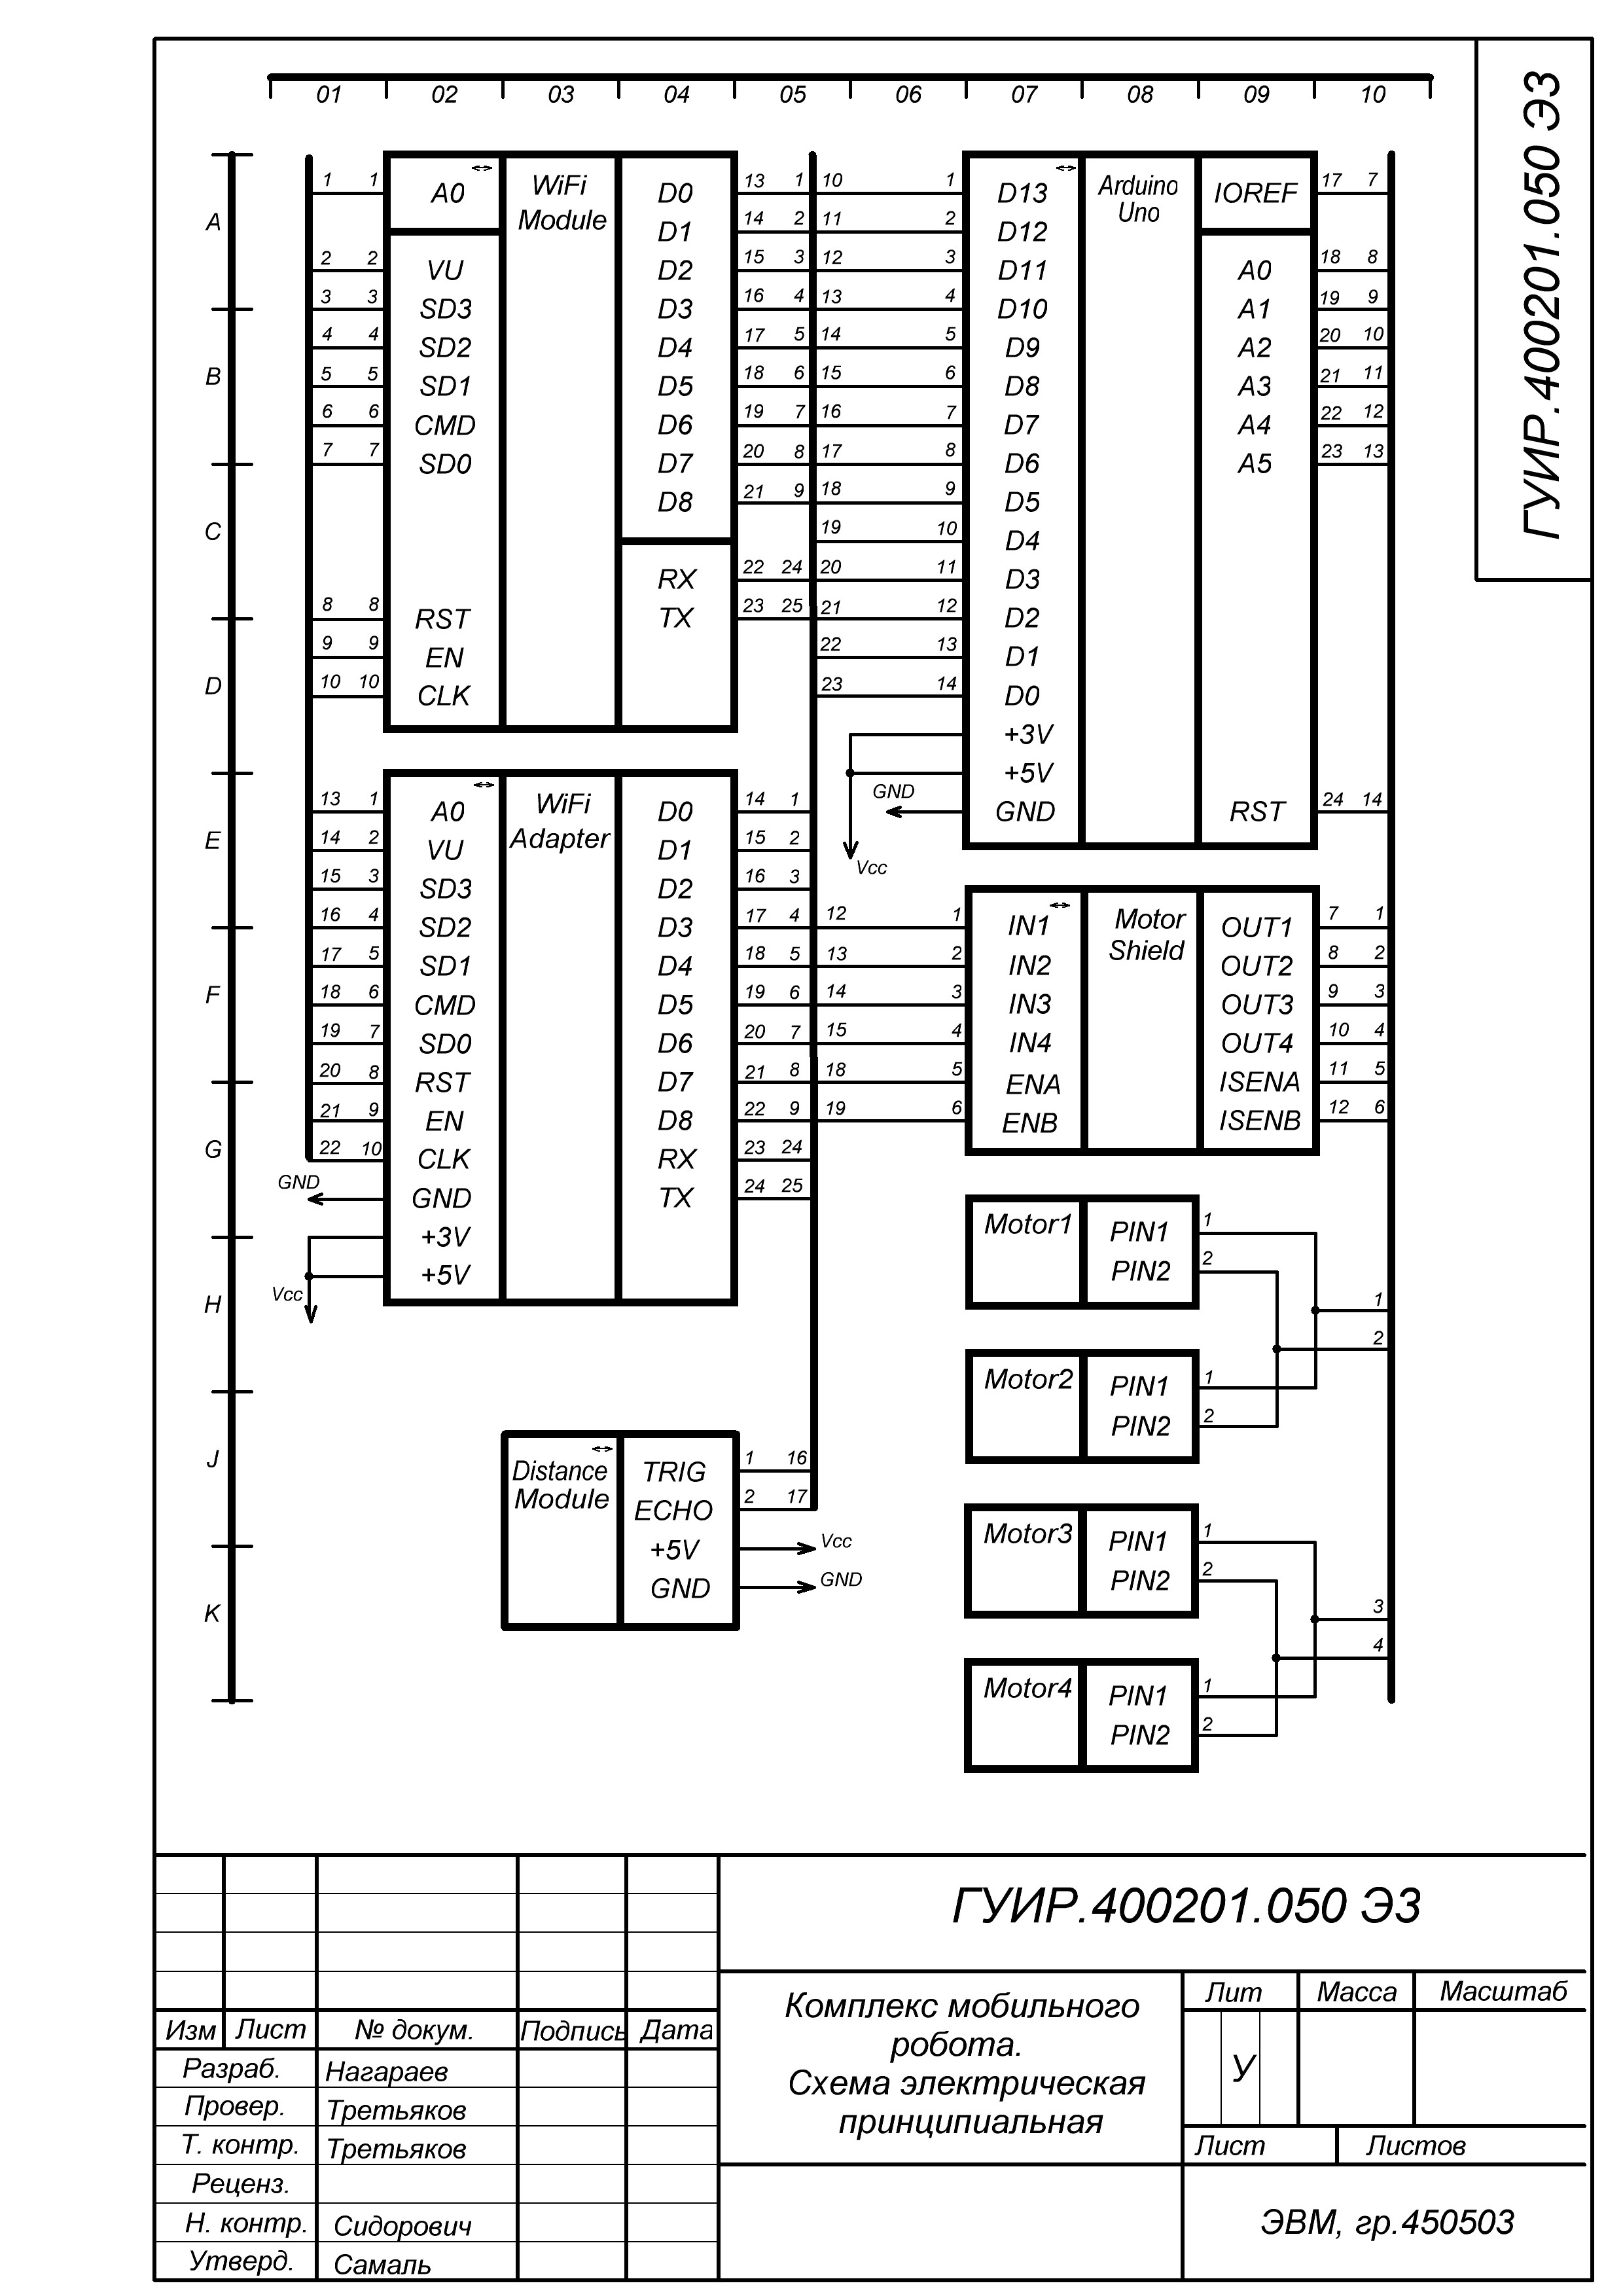 01 02 03 04 05 06 07 08 09 10
ГУИР.400201.050 ЭЗ
A
B
C
D
E
F
G
H
J
K
1 1 A0 ↔ WiFi D0 13 1
Module D1 14 2
2 2 VU D2 15 3
3 3 SD3 D3 16 4
4 4 SD2 D4 17 5
5 5 SD1 D5 18 6
6 6 CMD D6 19 7
7 7 SD0 D7 20 8
D8 21 9
RX 22 24
8 8 RST TX 23 25
9 9 EN
10 10 CLK
10 1 D13 ↔ Arduino IOREF 17 7
11 2 D12 Uno
12 3 D11 A0 18 8
13 4 D10 A1 19 9
14 5 D9 A2 20 10
15 6 D8 A3 21 11
16 7 D7 A4 22 12
17 8 D6 A5 23 13
18 9 D5
19 10 D4
20 11 D3
21 12 D2
22 13 D1
23 14 D0
+3V
+5V
GND GND RST 24 14
Vcc
13 1 A0 ↔ WiFi D0 14 1
14 2 VU Adapter D1 15 2
15 3 SD3 D2 16 3
16 4 SD2 D3 17 4
17 5 SD1 D4 18 5
18 6 CMD D5 19 6
19 7 SD0 D6 20 7
20 8 RST D7 21 8
21 9 EN D8 22 9
22 10 CLK RX 23 24
GND GND TX 24 25
+3V
+5V
Vcc
12 1 IN1 ↔ Motor OUT1 7 1
13 2 IN2 Shield OUT2 8 2
14 3 IN3 OUT3 9 3
15 4 IN4 OUT4 10 4
18 5 ENA ISENA 11 5
19 6 ENB ISENB 12 6
Motor1 PIN1 1
PIN2 2
1
2
Motor2 PIN1 1
PIN2 2
Distance ↔ TRIG 1 16
Module ECHO 2 17
+5V Vcc
GND GND
Motor3 PIN1 1
PIN2 2
3
4
Motor4 PIN1 1
PIN2 2
ГУИР.400201.050 ЭЗ
Комплекс мобильного
робота.
Схема электрическая
принципиальная
Лит Масса Масштаб
У
Лист Листов
ЭВМ, гр.450503
Изм Лист № докум. Подпись Дата
Разраб. Нагараев
Провер. Третьяков
Т. контр. Третьяков
Реценз.
Н. контр. Сидорович
Утверд. Самаль